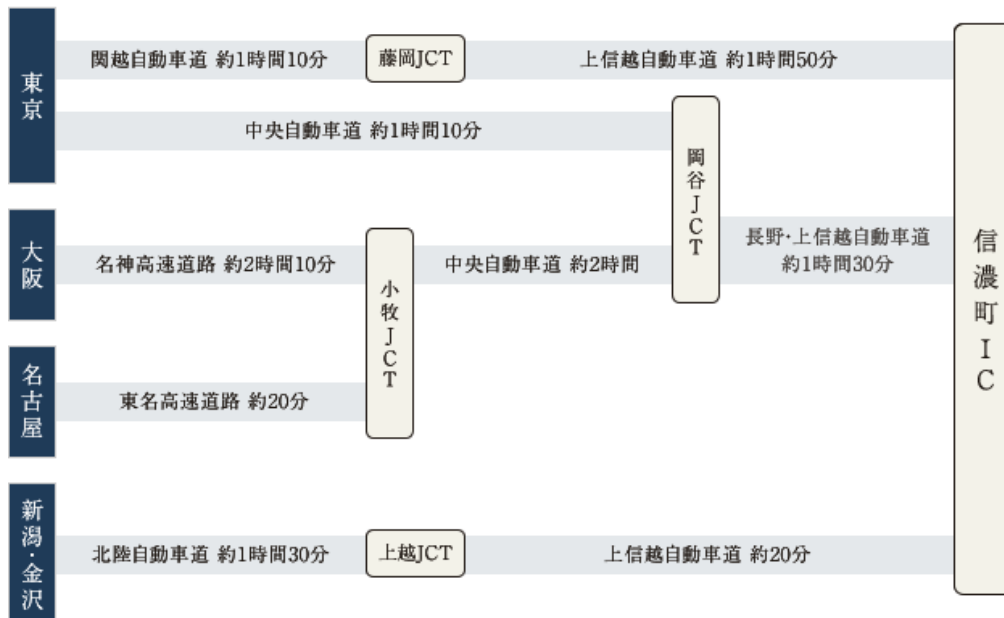 東京
関越自動車道 約1時間10分
藤岡JCT
上信越自動車道 約1時間50分
中央自動車道 約1時間10分
岡谷JCT
大阪
名神高速道路 約2時間10分
小牧JCT
中央自動車道 約2時間
長野・上信越自動車道
約1時間30分
名古屋
東名高速道路 約20分
新潟・金沢
北陸自動車道 約1時間30分
上越JCT
上信越自動車道 約20分
信濃町IC